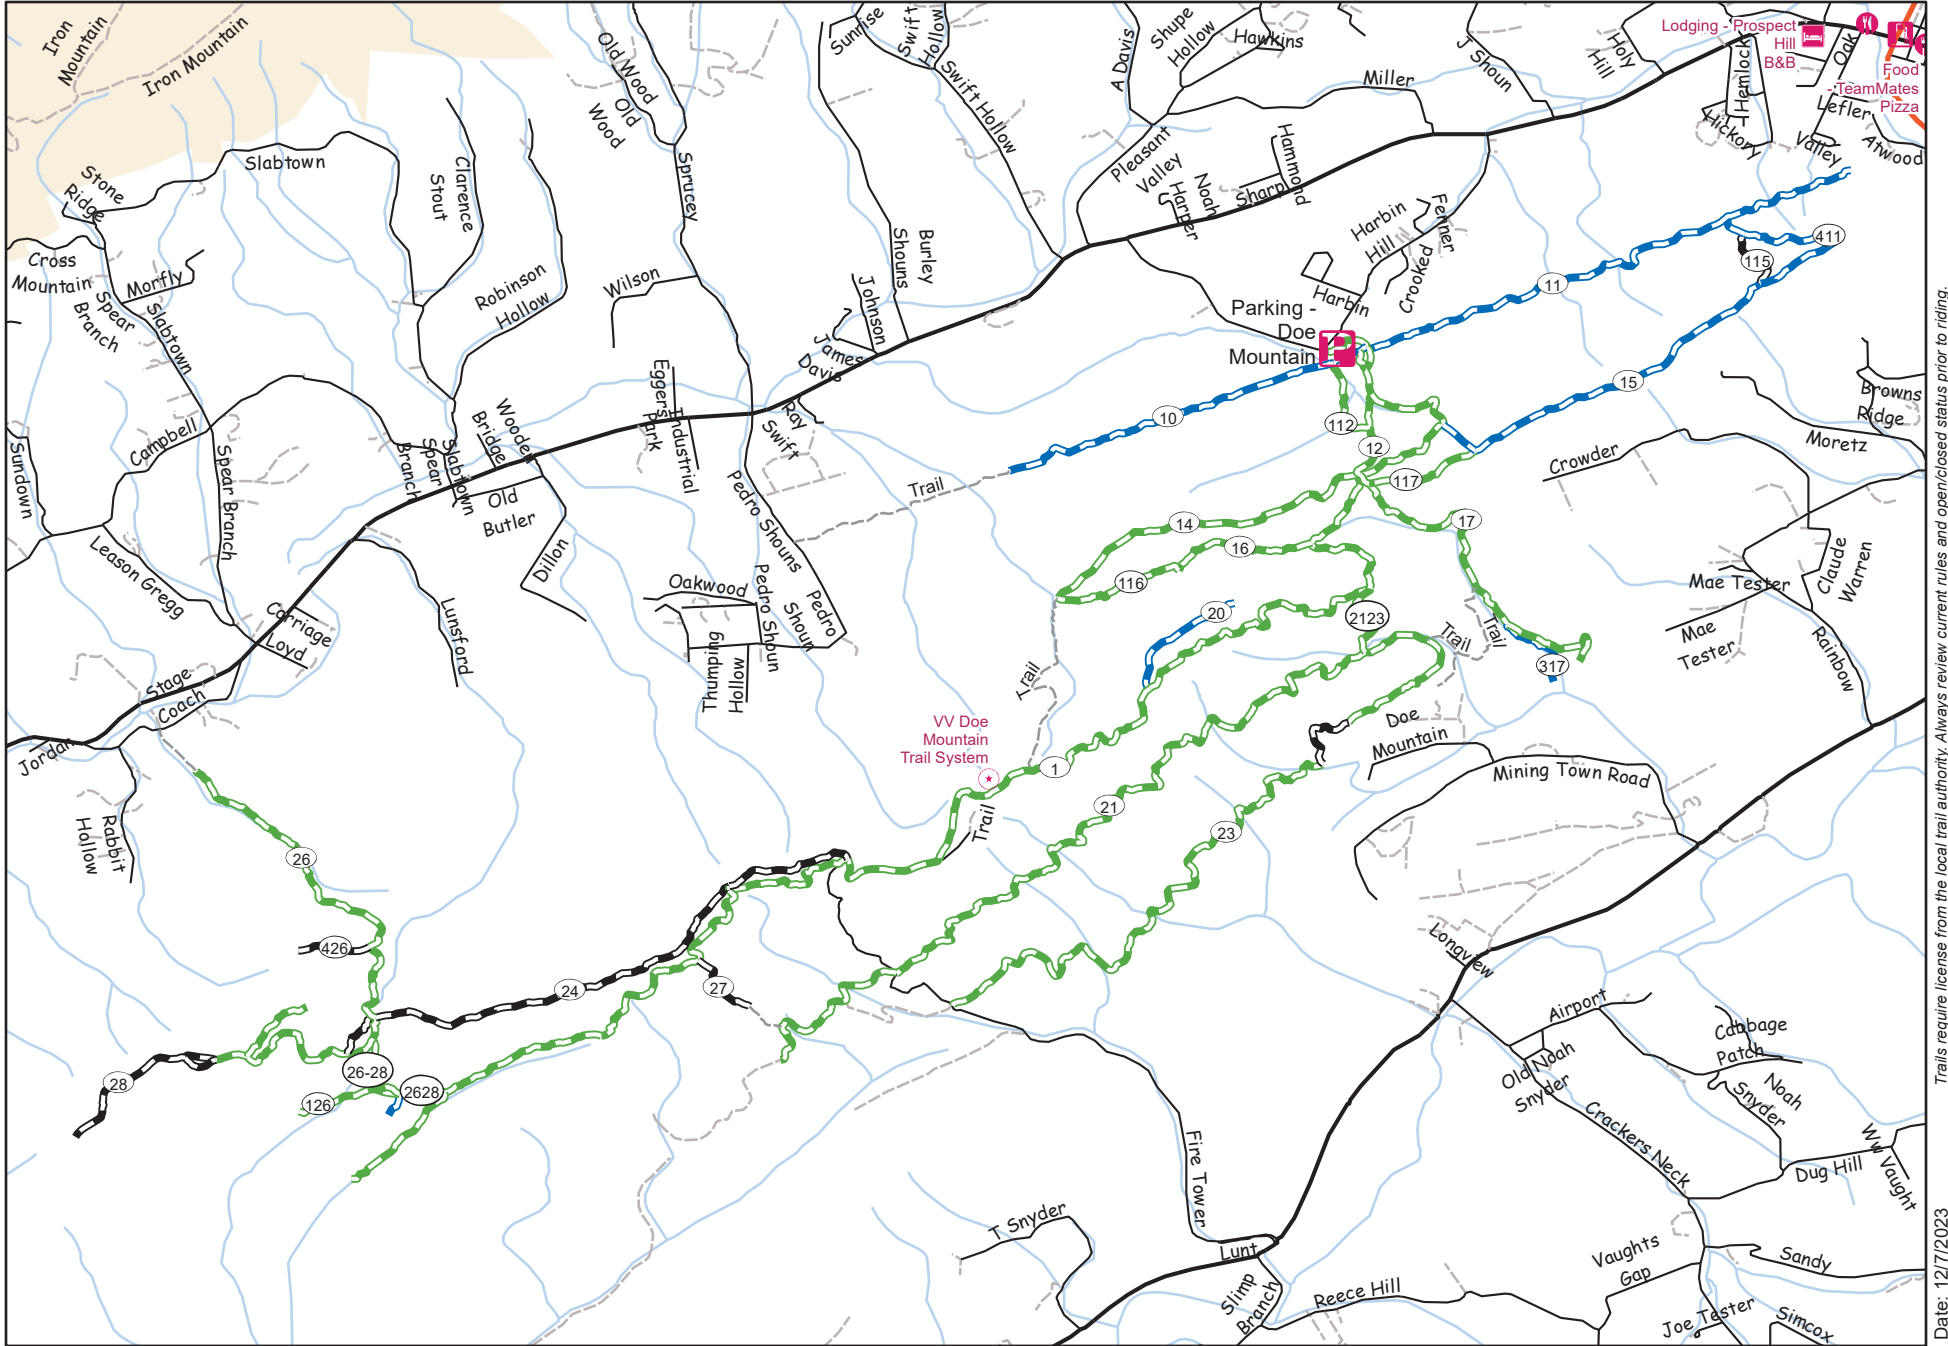 Iron
Mountain
Iron Mountain
Old Wood
Old
Wood
Sunrise
Swift
Hollow
Swift Hollow
A Davis
Shupe
Hollow
Hawkins
Miller
J Shoun
Holy
Hill
Lodging - Prospect
Hill
B&B
Oak
Food
- TeamMates
Pizza
Hemlock
Hickory
Lefler
Valley
Atwood
Slabtown
Stone
Ridge
Clarence
Stout
Sprucey
Pleasant
Valley
Noah
Harper
Sharp
Hammond
Harbin
Hill
Fenner
Crooked
Harbin
Cross
Mountain
Morfly
Spear
Branch
Slabtown
Robinson
Hollow
Wilson
Burley
Shouns
Johnson
James
Davis
Parking -
Doe
Mountain
11
411
115
15
10
112
12
117
Browns
Ridge
Moretz
Crowder
Sundown
Campbell
Spear Branch
Branch
Spear
Slabtown
Wooden
Bridge
Old
Butler
Eggers
Park
Industrial
Ray
Swift
Pedro Shouns
Trail
14
16
116
17
20
2123
317
Trail
Trail
Trail
Leason Gregg
Carriage
Loyd
Lunsford
Dillon
Oakwood
Thumping
Hollow
Pedro Shoun
Pedro
Shoun
Claude
Warren
Mae Tester
Mae
Tester
Rainbow
Stage
Coach
Jordan
Rabbit
Hollow
VV Doe
Mountain
Trail System
1
Trail
21
23
Doe
Mountain
Mining Town Road
Longview
26
426
24
27
28
26-28
126
2628
Airport
Cabbage
Patch
Old Noah
Snyder
Noah
Snyder
Crackers Neck
Dug Hill
Ww Vaught
Fire Tower
T Snyder
Lunt
Slimp
Branch
Reece Hill
Vaughts
Gap
Sandy
Joe Tester
Simcox
Trails require license from the local trail authority. Always review current rules and open/closed status prior to riding.
Date: 12/7/2023